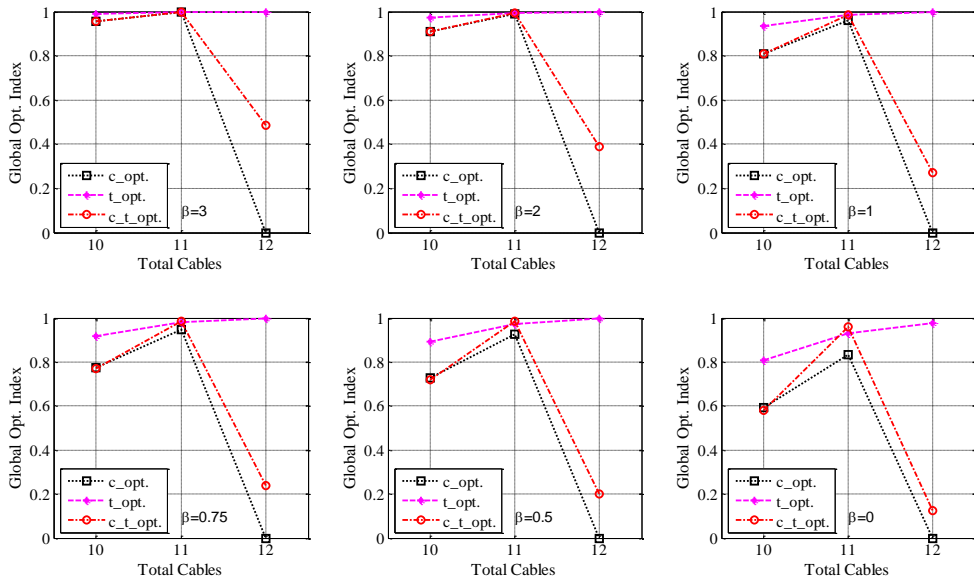 1
0.8
0.6
0.4
0.2
0
Global Opt. Index
c_opt.
t_opt.
c_t_opt.
β=3
10
11
12
Total Cables
1
0.8
0.6
0.4
0.2
0
Global Opt. Index
c_opt.
t_opt.
c_t_opt.
β=2
10
11
12
Total Cables
1
0.8
0.6
0.4
0.2
0
Global Opt. Index
c_opt.
t_opt.
c_t_opt.
β=1
10
11
12
Total Cables
1
0.8
0.6
0.4
0.2
0
Global Opt. Index
c_opt.
t_opt.
c_t_opt.
β=0.75
10
11
12
Total Cables
1
0.8
0.6
0.4
0.2
0
Global Opt. Index
c_opt.
t_opt.
c_t_opt.
β=0.5
10
11
12
Total Cables
1
0.8
0.6
0.4
0.2
0
Global Opt. Index
c_opt.
t_opt.
c_t_opt.
β=0
10
11
12
Total Cables